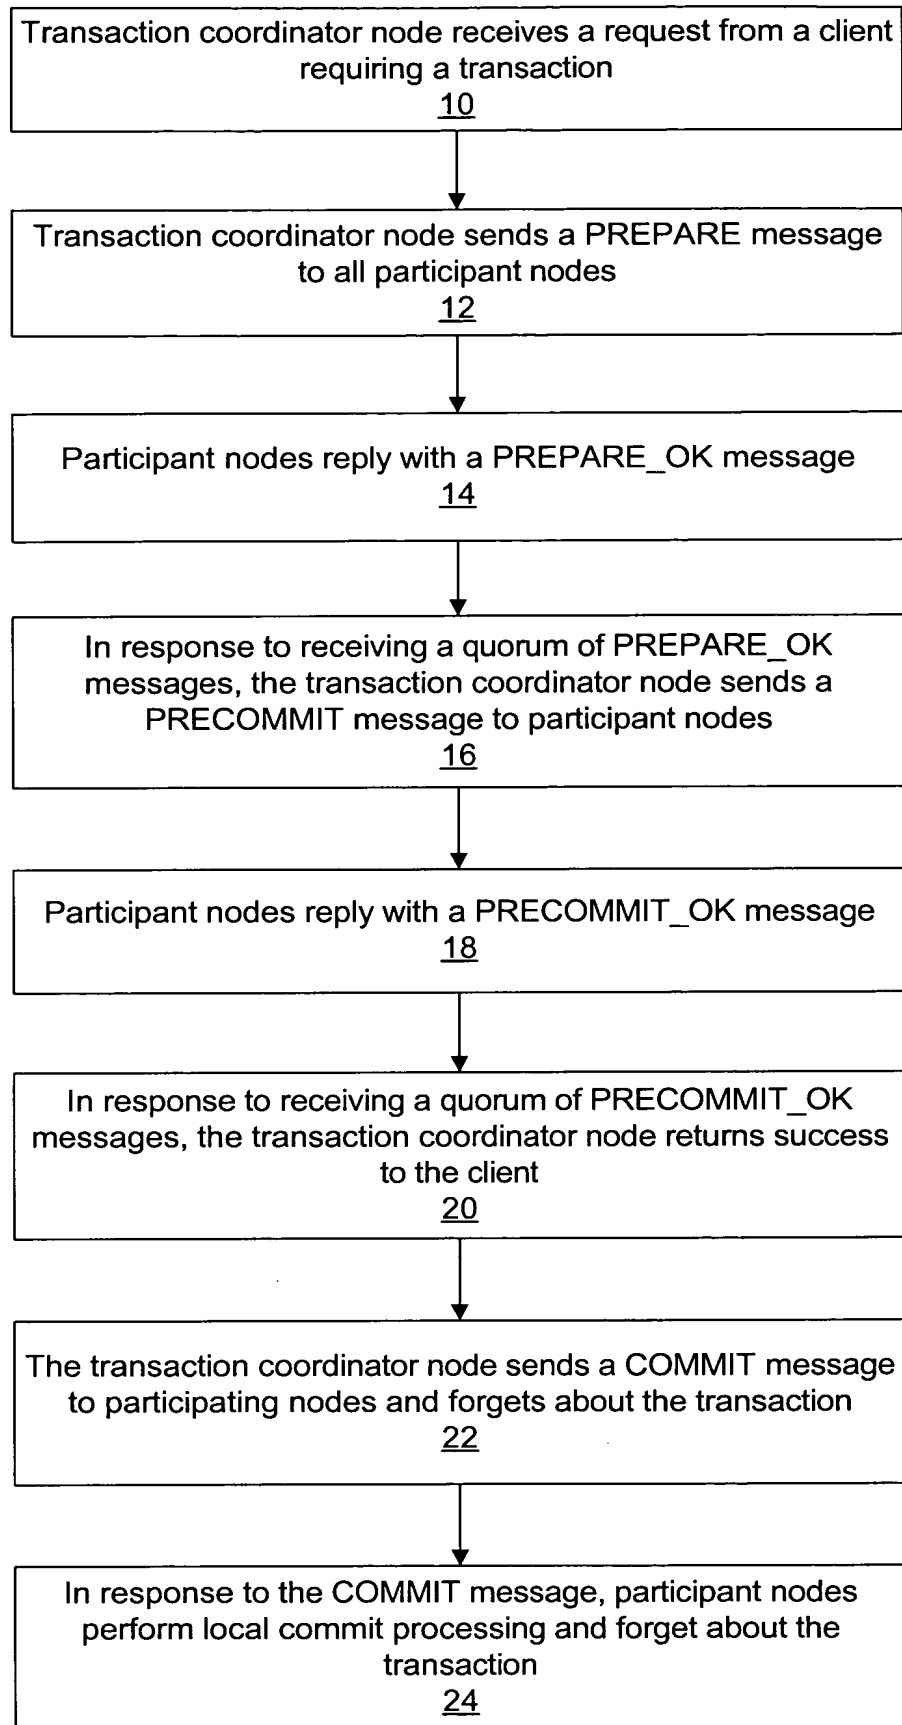 Transaction coordinator node receives a request from a client
requiring a transaction
10
Transaction coordinator node sends a PREPARE message
to all participant nodes
12
Participant nodes reply with a PREPARE_OK message
14
In response to receiving a quorum of PREPARE_OK
messages, the transaction coordinator node sends a
PRECOMMIT message to participant nodes
16
Participant nodes reply with a PRECOMMIT_OK message
18
In response to receiving a quorum of PRECOMMIT_OK
messages, the transaction coordinator node returns success
to the client
20
The transaction coordinator node sends a COMMIT message
to participating nodes and forgets about the transaction
22
In response to the COMMIT message, participant nodes
perform local commit processing and forget about the
transaction
24